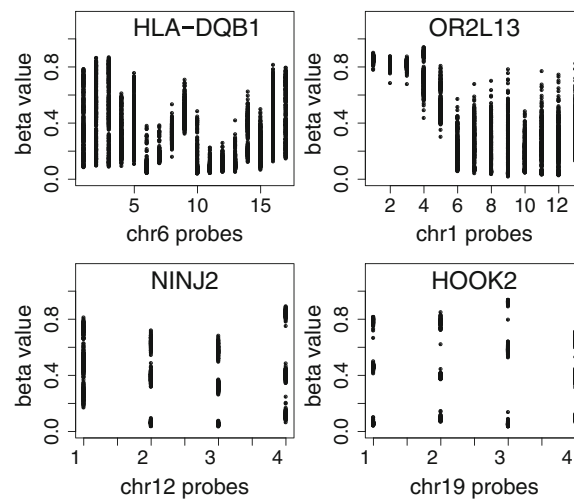 HLA-DQB1
beta value
0.0 0.4 0.8
5 10 15
chr6 probes
OR2L13
beta value
0.0 0.4 0.8
2 4 6 8 10 12
chr1 probes
NINJ2
beta value
0.0 0.4 0.8
1 2 3 4
chr12 probes
HOOK2
beta value
0.0 0.4 0.8
1 2 3 4
chr19 probes